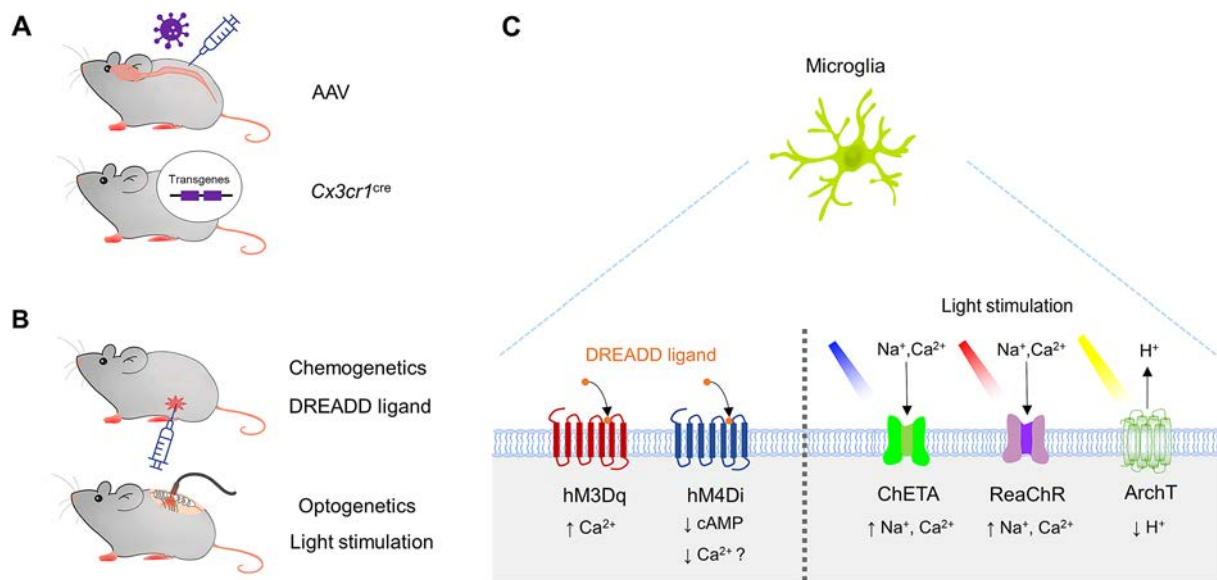 A
AAV
Transgenes
Cx3cr1ᶜʳᵉ
B
Chemogenetics
DREADD ligand
Optogenetics
Light stimulation
C
Microglia
Light stimulation
DREADD ligand
Na⁺,Ca²⁺
Na⁺,Ca²⁺
H⁺
hM3Dq
↑ Ca²⁺
hM4Di
↓ cAMP
↓ Ca²⁺ ?
ChETA
↑ Na⁺, Ca²⁺
ReaChR
↑ Na⁺, Ca²⁺
ArchT
↓ H⁺